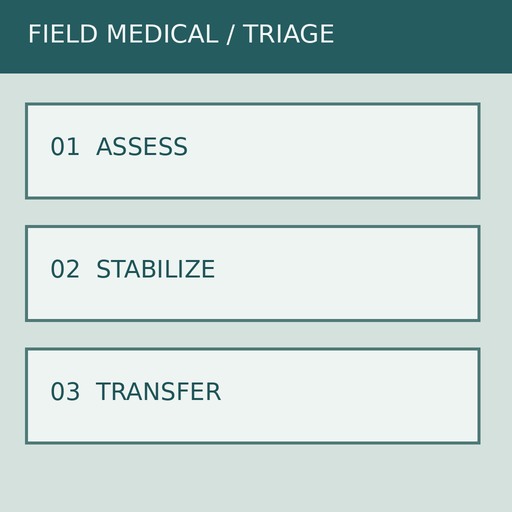 FIELD MEDICAL / TRIAGE
01 ASSESS
02 STABILIZE
03 TRANSFER